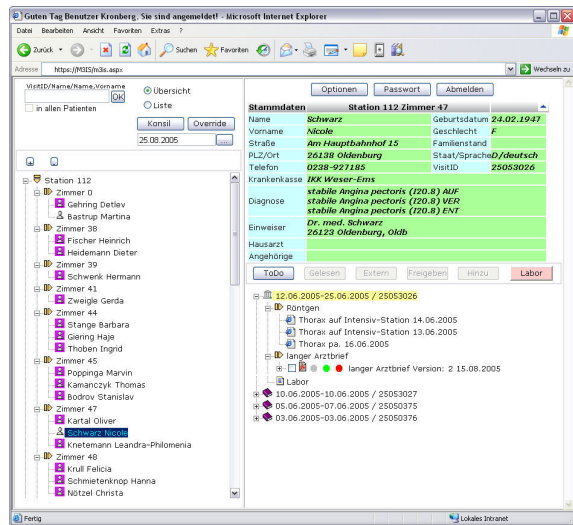 Guten Tag Benutzer Kronberg. Sie sind angemeldet! - Microsoft Internet Explorer
Datei Bearbeiten Ansicht Favoriten Extras ?
Zurück Suchen Favoriten
Adresse https://M3IS/m3is.aspx Wechseln zu
VisitID/Name/Name,Vorname
OK
in allen Patienten
Übersicht
Liste
Konsil Override
25.08.2005 ...
Station 112
Zimmer 0
Gehring Detlev
Bastrup Martina
Zimmer 38
Fischer Heinrich
Heidemann Dieter
Zimmer 39
Schwenk Hermann
Zimmer 41
Zweigle Gerda
Zimmer 44
Stange Barbara
Giering Haje
Thoben Ingrid
Zimmer 45
Poppinga Marvin
Kamanczyk Thomas
Bodrov Stanislav
Zimmer 47
Kartal Oliver
Schwarz Nicole
Knetemann Leandra-Philomenia
Zimmer 48
Krull Felicia
Schmietenknop Hanna
Nötzel Christa
Optionen Passwort Abmelden
Stammdaten Station 112 Zimmer 47
Name Schwarz Geburtsdatum 24.02.1947
Vorname Nicole Geschlecht F
Straße Am Hauptbahnhof 15 Familienstand
PLZ/Ort 26138 Oldenburg Staat/Sprache D/deutsch
Telefon 0238-927185 VisitID 25053026
Krankenkasse IKK Weser-Ems
Diagnose stabile Angina pectoris (I20.8) AUF
stabile Angina pectoris (I20.8) VER
stabile Angina pectoris (I20.8) ENT
Einweiser Dr. med. Schwarz
26123 Oldenburg, Oldb
Hausarzt
Angehörige
ToDo Gelesen Extern Freigeben Hinzu Labor
12.06.2005-25.06.2005 / 25053026
Röntgen
Thorax auf Intensiv-Station 14.06.2005
Thorax auf Intensiv-Station 13.06.2005
Thorax pa. 16.06.2005
langer Arztbrief
langer Arztbrief Version: 2 15.08.2005
Labor
10.06.2005-10.06.2005 / 25053027
05.06.2005-07.06.2005 / 25050375
03.06.2005-03.06.2005 / 25050376
Fertig Lokales Intranet